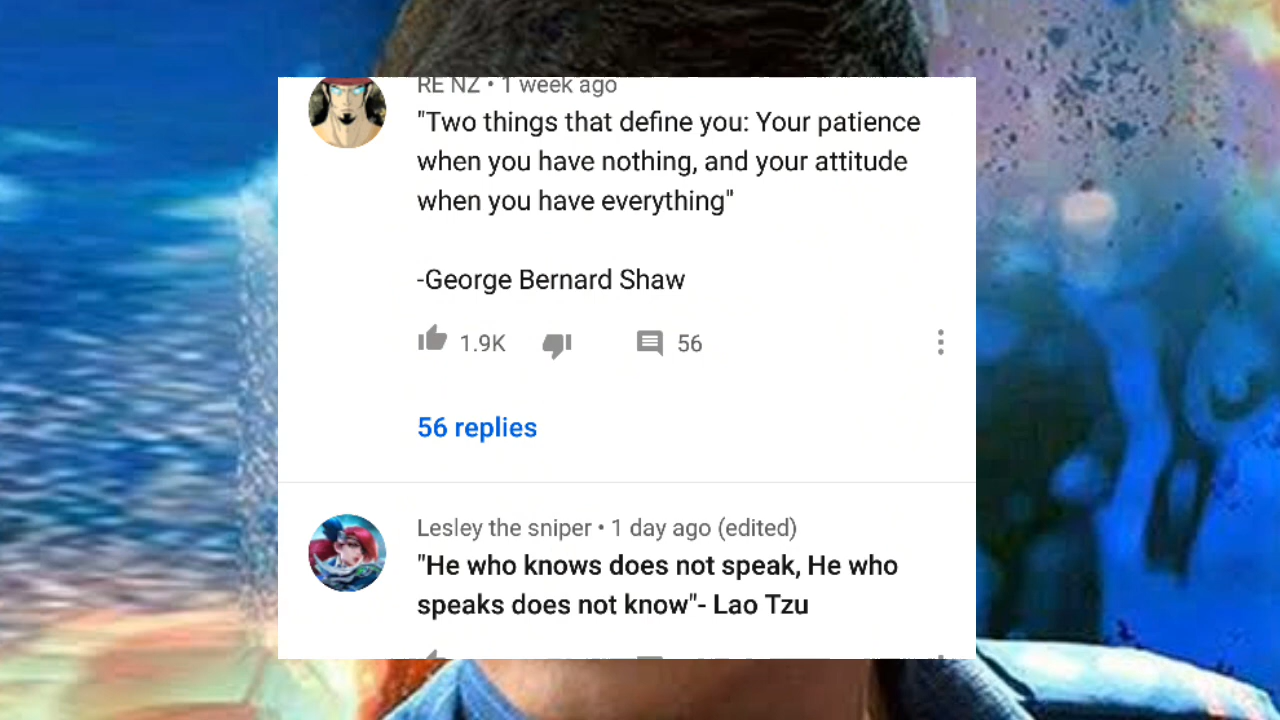 RE NZ • 1 week ago
"Two things that define you: Your patience
when you have nothing, and your attitude
when you have everything"
-George Bernard Shaw
1.9K 56
56 replies
Lesley the sniper • 1 day ago (edited)
"He who knows does not speak, He who
speaks does not know"- Lao Tzu